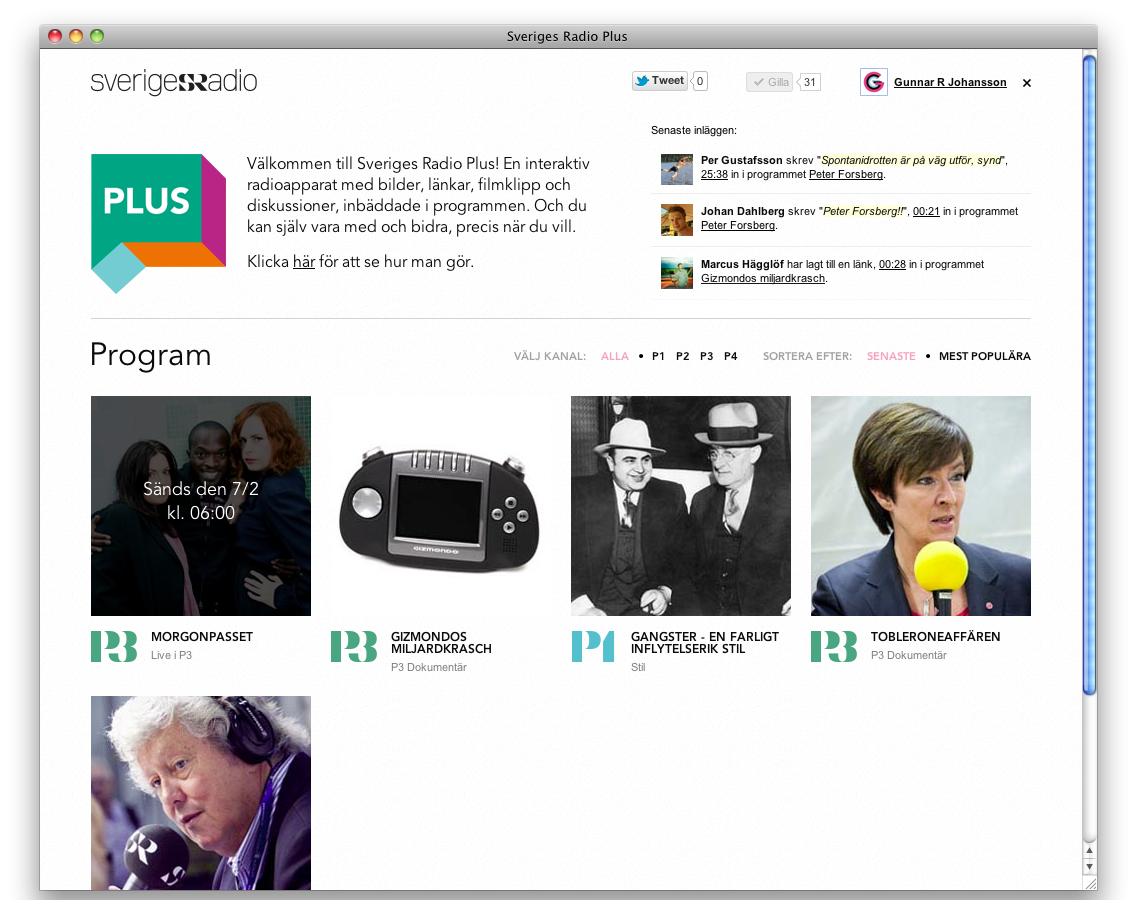 Sveriges Radio Plus
sverigesRadio
Tweet
0
Gilla
31
G
Gunnar R Johansson
Senaste inläggen:
PLUS
Välkommen till Sveriges Radio Plus! En interaktiv
radioapparat med bilder, länkar, filmklipp och
diskussioner, inbäddade i programmen. Och du
kan själv vara med och bidra, precis när du vill.
Klicka här för att se hur man gör.
Per Gustafsson skrev "Spontanidrotten är på väg utför, synd",
25:38 in i programmet Peter Forsberg.
Johan Dahlberg skrev "Peter Forsberg!!", 00:21 in i programmet
Peter Forsberg.
Marcus Hägglöf har lagt till en länk, 00:28 in i programmet
Gizmondos miljardkrasch.
Program
VÄLJ KANAL: ALLA • P1 P2 P3 P4 SORTERA EFTER: SENASTE • MEST POPULÄRA
Sänds den 7/2
kl. 06:00
GIZMONDO
P3
MORGONPASSET
Live i P3
P3
GIZMONDOS
MILJARDKRASCH
P3 Dokumentär
P1
GANGSTER - EN FARLIGT
INFLYTELSERIK STIL
Stil
P3
TOBLERONEAFFÄREN
P3 Dokumentär
R